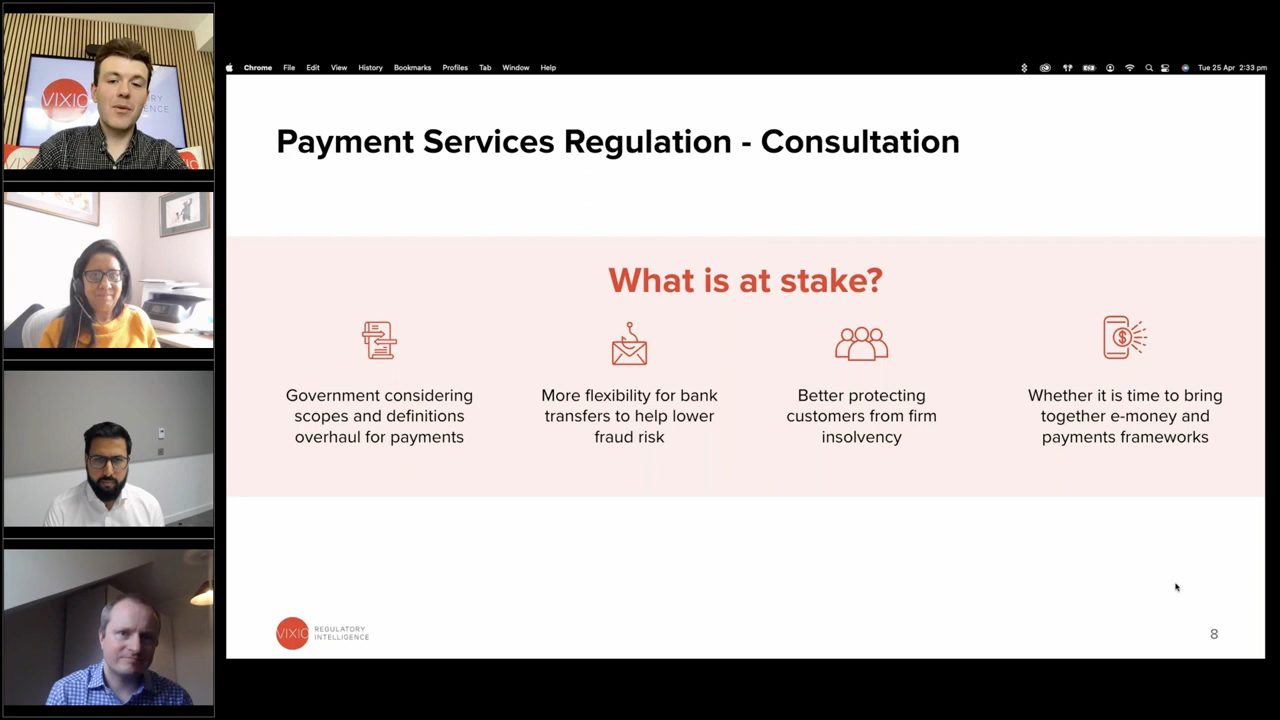 VIXIO
Chrome File Edit View History Bookmarks Profiles Tab Window Help
Tue 25 Apr 2:33 pm
Payment Services Regulation - Consultation
What is at stake?
Government considering
scopes and definitions
overhaul for payments
More flexibility for bank
transfers to help lower
fraud risk
Better protecting
customers from firm
insolvency
Whether it is time to bring
together e-money and
payments frameworks
VIXIO
REGULATORY
INTELLIGENCE
8